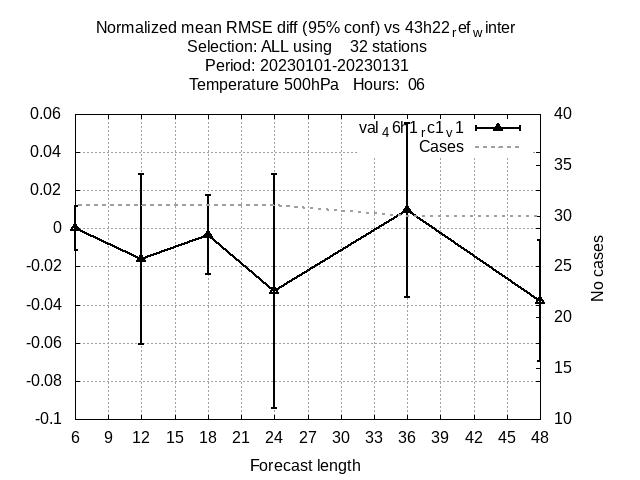 Normalized mean RMSE diff (95% conf) vs 43h22ᵣefwinter
Selection: ALL using 32 stations
Period: 20230101-20230131
Temperature 500hPa Hours: 06
val₄6h1ᵣc1ᵥ1
Cases
0.06
0.04
0.02
0
-0.02
-0.04
-0.06
-0.08
-0.1
40
35
30
25
20
15
10
No cases
6 9 12 15 18 21 24 27 30 33 36 39 42 45 48
Forecast length